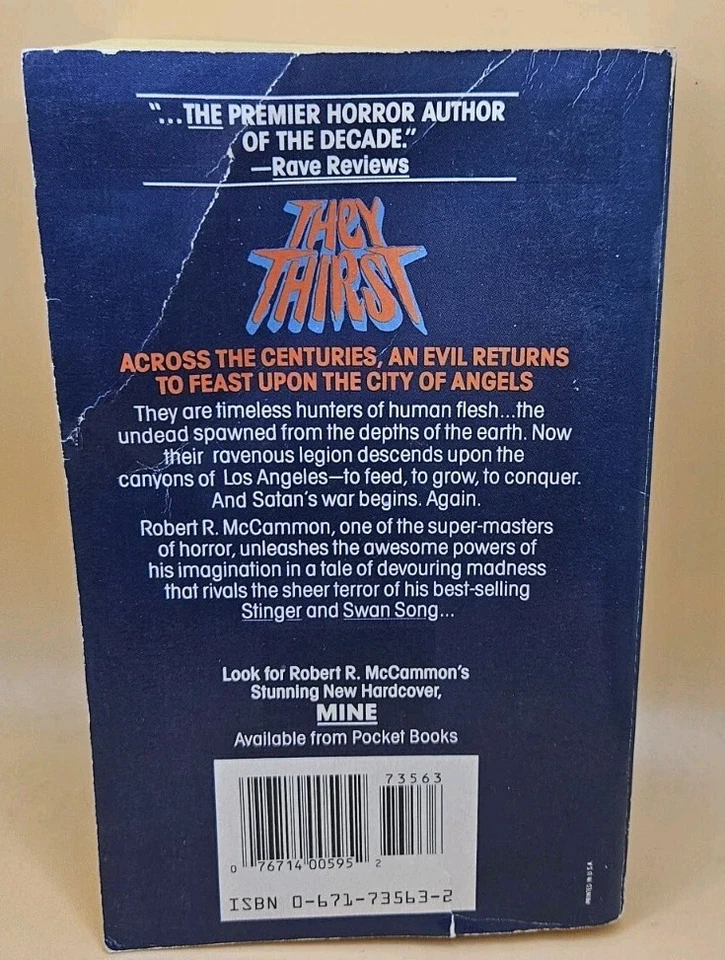 "...THE PREMIER HORROR AUTHOR
OF THE DECADE."
—Rave Reviews
THEY
THIRST
ACROSS THE CENTURIES, AN EVIL RETURNS
TO FEAST UPON THE CITY OF ANGELS
They are timeless hunters of human flesh...the
undead spawned from the depths of the earth. Now
their ravenous legion descends upon the
canyons of Los Angeles—to feed, to grow, to conquer.
And Satan's war begins. Again.
Robert R. McCammon, one of the super-masters
of horror, unleashes the awesome powers of
his imagination in a tale of devouring madness
that rivals the sheer terror of his best-selling
Stinger and Swan Song...
Look for Robert R. McCammon's
Stunning New Hardcover,
MINE
Available from Pocket Books
73563
0 76714 00595 2
ISBN 0-671-73563-2
PRINTED IN U.S.A.